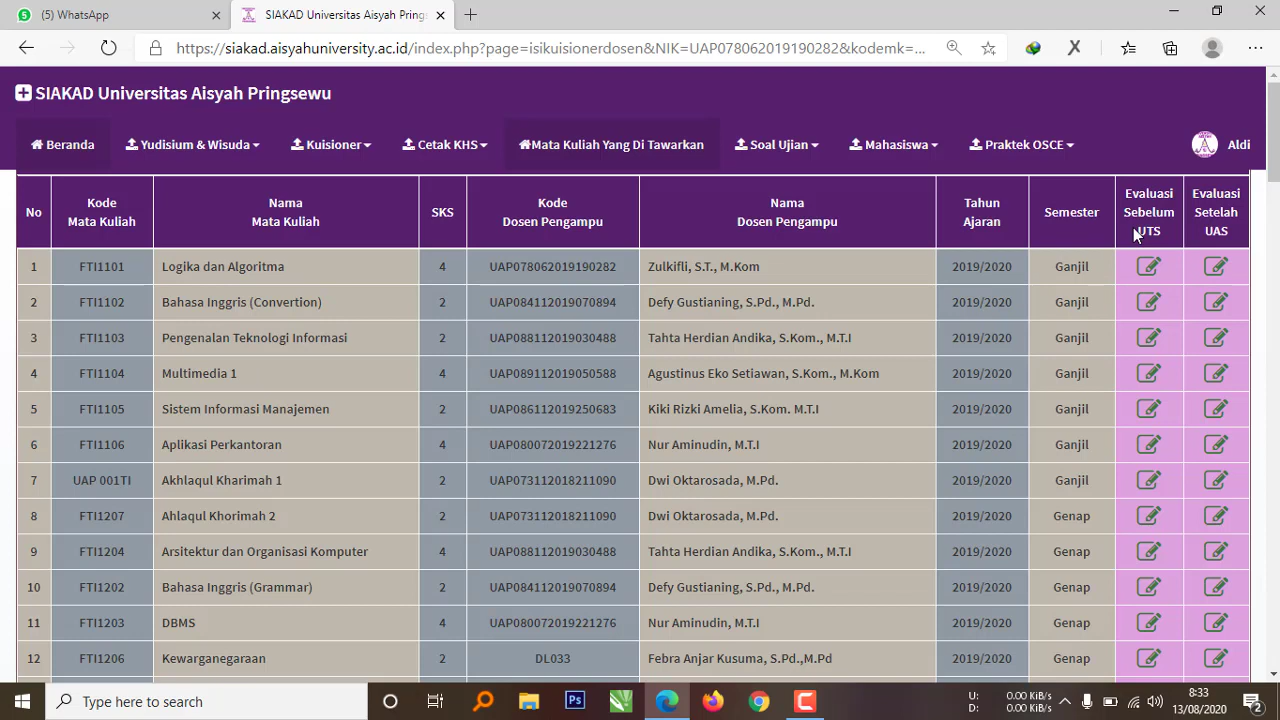 (5) WhatsApp
SIAKAD Universitas Aisyah Pring
https://siakad.aisyahuniversity.ac.id/index.php?page=isikuisionerdosen&NIK=UAP078062019190282&kodemk=...
SIAKAD Universitas Aisyah Pringsewu
Beranda Yudisium & Wisuda Kuisioner Cetak KHS Mata Kuliah Yang Di Tawarkan Soal Ujian Mahasiswa Praktek OSCE Aldi
No Kode Mata Kuliah Nama Mata Kuliah SKS Kode Dosen Pengampu Nama Dosen Pengampu Tahun Ajaran Semester Evaluasi Sebelum UTS Evaluasi Setelah UAS
1 FTI1101 Logika dan Algoritma 4 UAP078062019190282 Zulkifli, S.T., M.Kom 2019/2020 Ganjil
2 FTI1102 Bahasa Inggris (Convertion) 2 UAP084112019070894 Defy Gustianing, S.Pd., M.Pd. 2019/2020 Ganjil
3 FTI1103 Pengenalan Teknologi Informasi 2 UAP088112019030488 Tahta Herdian Andika, S.Kom., M.T.I 2019/2020 Ganjil
4 FTI1104 Multimedia 1 4 UAP089112019050588 Agustinus Eko Setiawan, S.Kom., M.Kom 2019/2020 Ganjil
5 FTI1105 Sistem Informasi Manajemen 2 UAP086112019250683 Kiki Rizki Amelia, S.Kom. M.T.I 2019/2020 Ganjil
6 FTI1106 Aplikasi Perkantoran 4 UAP080072019221276 Nur Aminudin, M.T.I 2019/2020 Ganjil
7 UAP 001TI Akhlaqul Kharimah 1 2 UAP073112018211090 Dwi Oktarosada, M.Pd. 2019/2020 Ganjil
8 FTI1207 Ahlaqul Khorimah 2 2 UAP073112018211090 Dwi Oktarosada, M.Pd. 2019/2020 Genap
9 FTI1204 Arsitektur dan Organisasi Komputer 4 UAP088112019030488 Tahta Herdian Andika, S.Kom., M.T.I 2019/2020 Genap
10 FTI1202 Bahasa Inggris (Grammar) 2 UAP084112019070894 Defy Gustianing, S.Pd., M.Pd. 2019/2020 Genap
11 FTI1203 DBMS 4 UAP080072019221276 Nur Aminudin, M.T.I 2019/2020 Genap
12 FTI1206 Kewarganegaraan 2 DL033 Febra Anjar Kusuma, S.Pd.,M.Pd 2019/2020 Genap
Type here to search
U: 0.00 KiB/s
D: 0.00 KiB/s
8:33
13/08/2020
2